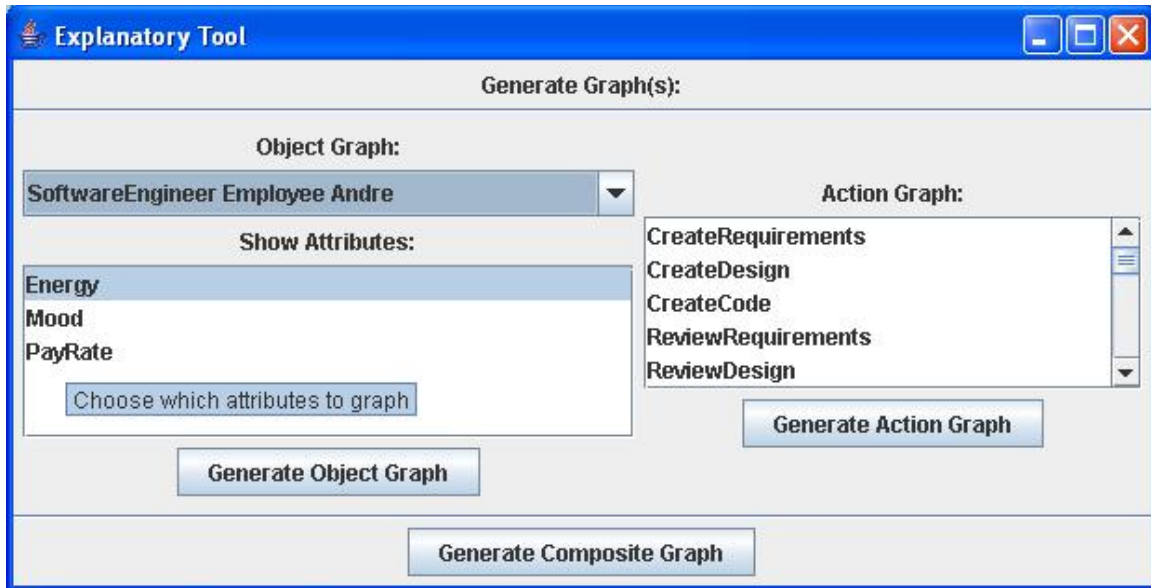 Explanatory Tool
Generate Graph(s):
Object Graph:
SoftwareEngineer Employee Andre
Show Attributes:
Energy
Mood
PayRate
Choose which attributes to graph
Generate Object Graph
Action Graph:
CreateRequirements
CreateDesign
CreateCode
ReviewRequirements
ReviewDesign
Generate Action Graph
Generate Composite Graph